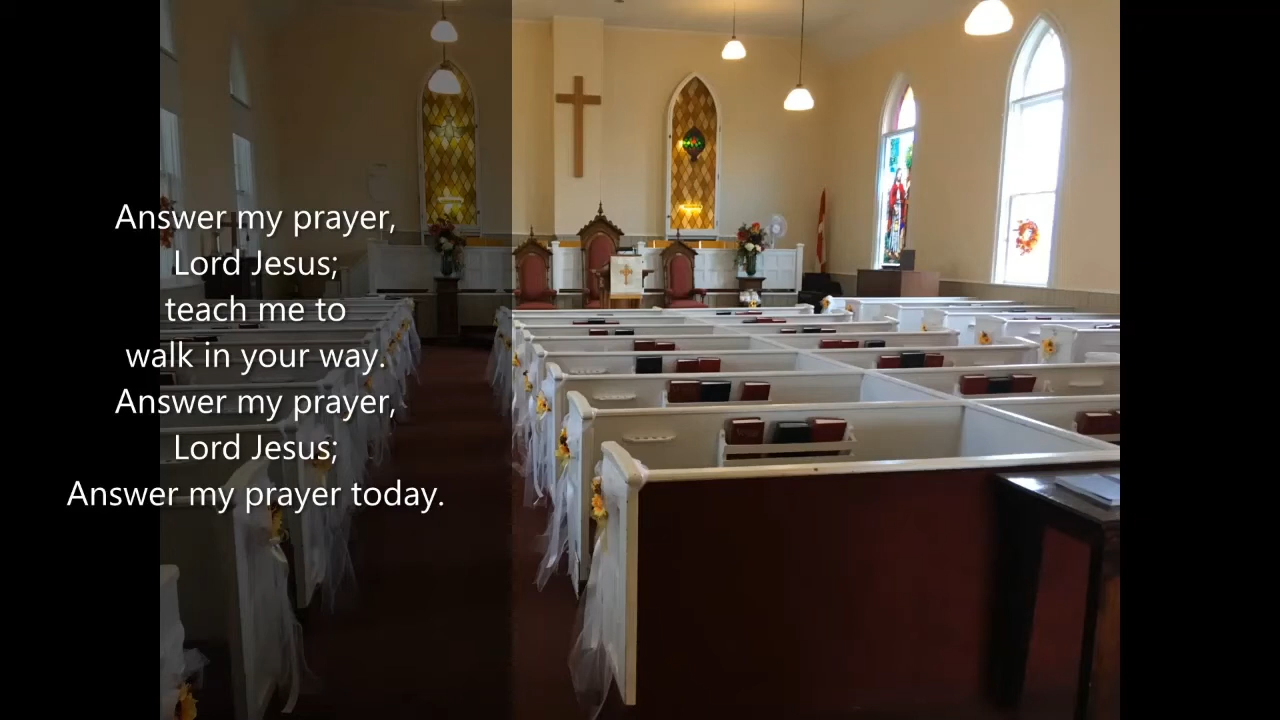 Answer my prayer,
Lord Jesus;
teach me to
walk in your way.
Answer my prayer,
Lord Jesus;
Answer my prayer today.